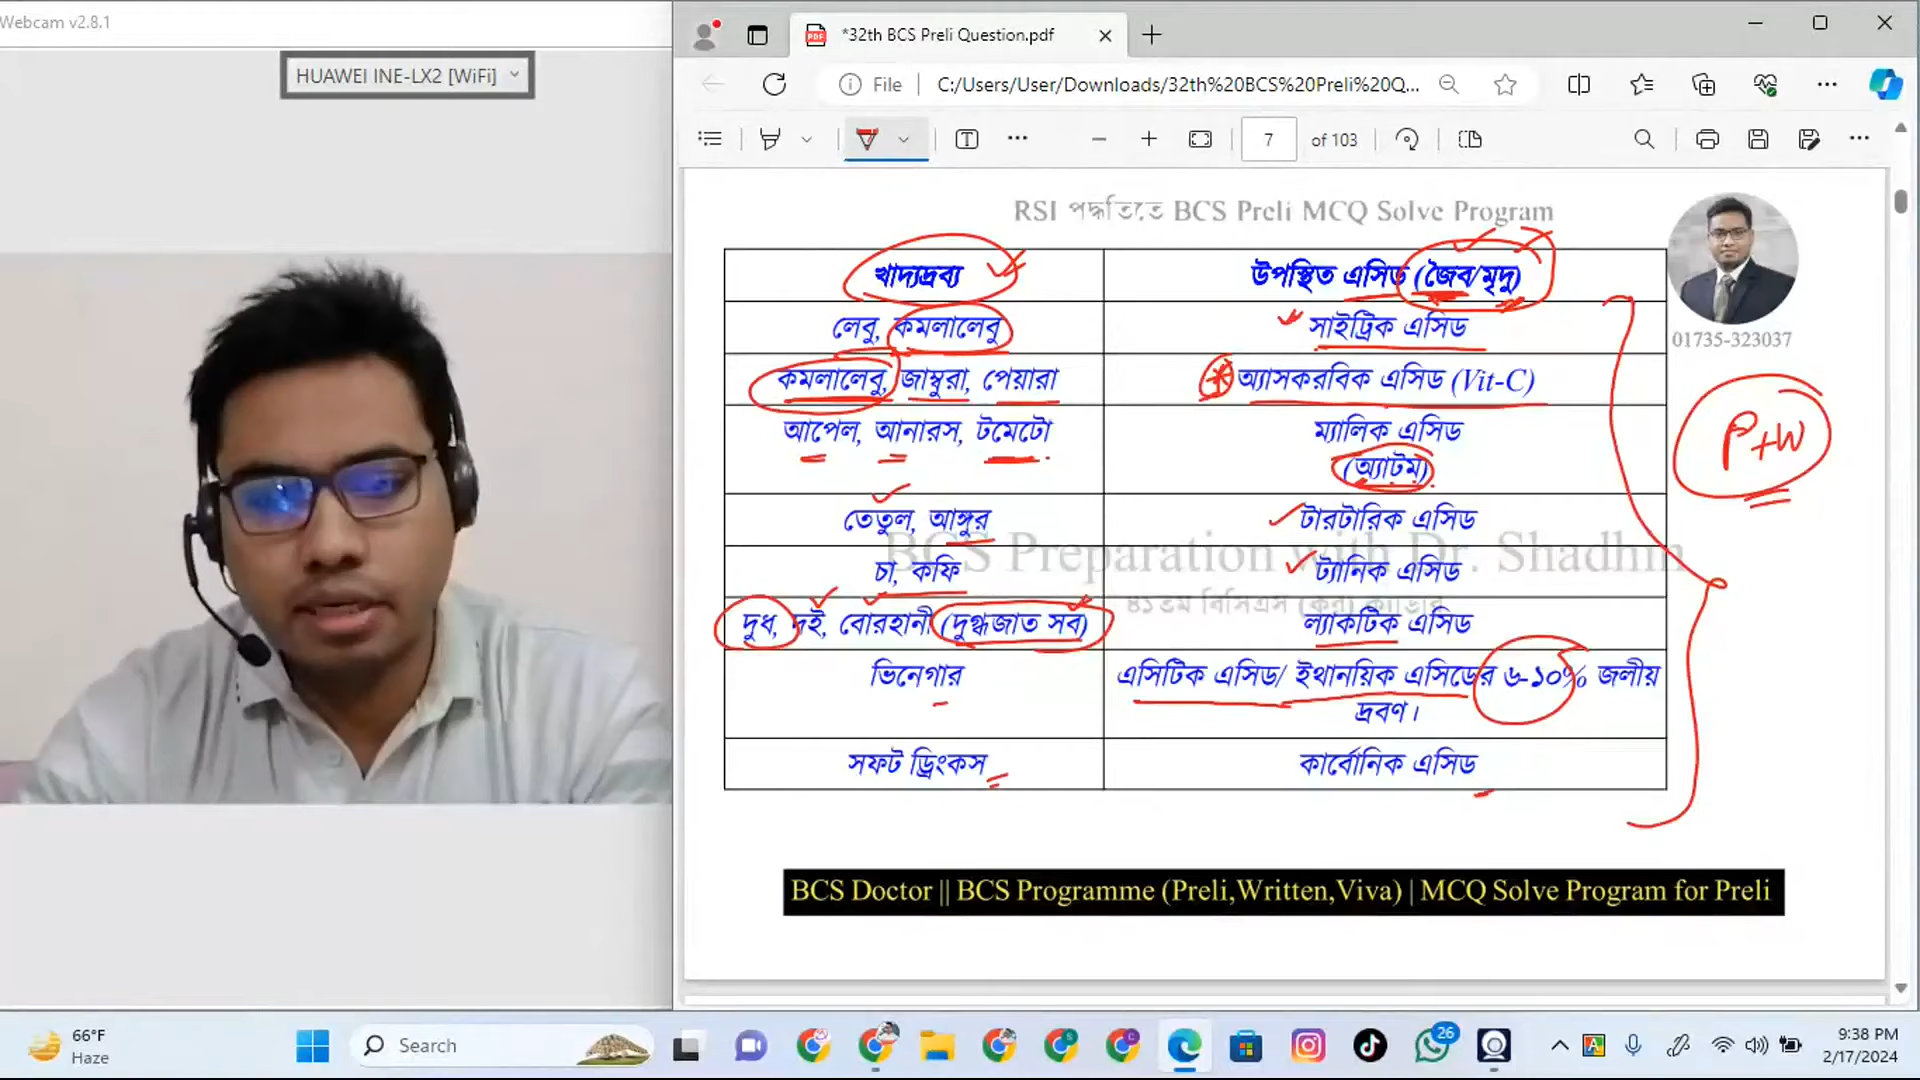 Webcam v2.8.1
HUAWEI INE-LX2 [WiFi]
*32th BCS Preli Question.pdf
File
C:/Users/User/Downloads/32th%20BCS%20Preli%20Q...
7
of 103
RSI পদ্ধতিতে BCS Preli MCQ Solve Program
01735-323037
খাদ্যদ্রব্য
উপস্থিত এসিড (জৈব/মৃদু)
লেবু, কমলালেবু
সাইট্রিক এসিড
কমলালেবু, জাম্বুরা, পেয়ারা
অ্যাসকরবিক এসিড (Vit-C)
আপেল, আনারস, টমেটো
ম্যালিক এসিড
(অ্যাটম)
P+W
তেতুল, আঙ্গুর
টারটারিক এসিড
BCS Preparation with Dr. Shadhin
চা, কফি
ট্যানিক এসিড
৪১তম বিসিএস (কর) ক্যাডার
দুধ, দই, বোরহানী (দুগ্ধজাত সব)
ল্যাকটিক এসিড
ভিনেগার
এসিটিক এসিড/ ইথানয়িক এসিডের ৬-১০% জলীয়
দ্রবণ।
সফট ড্রিংকস
কার্বোনিক এসিড
BCS Doctor || BCS Programme (Preli,Written,Viva) | MCQ Solve Program for Preli
66°F
Haze
Search
26
9:38 PM
2/17/2024